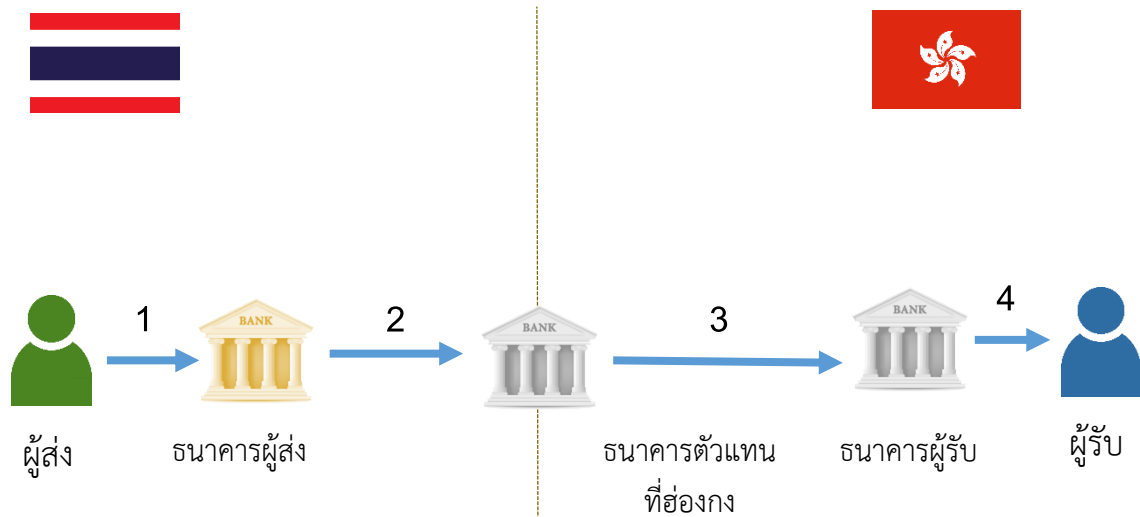 1
2
3
4
BANK
BANK
BANK
ผู้ส่ง
ธนาคารผู้ส่ง
ธนาคารตัวแทน
ที่ฮ่องกง
ธนาคารผู้รับ
ผู้รับ